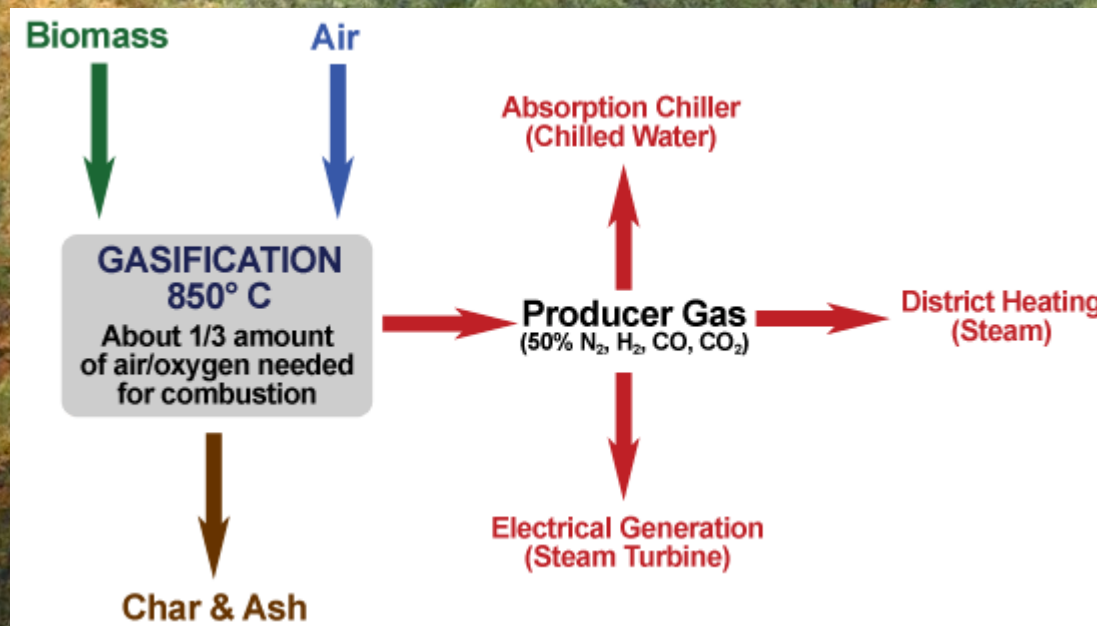 Biomass
Air
GASIFICATION
850° C
About 1/3 amount
of air/oxygen needed
for combustion
Char & Ash
Absorption Chiller
(Chilled Water)
Producer Gas
(50% N₂, H₂, CO, CO₂)
District Heating
(Steam)
Electrical Generation
(Steam Turbine)